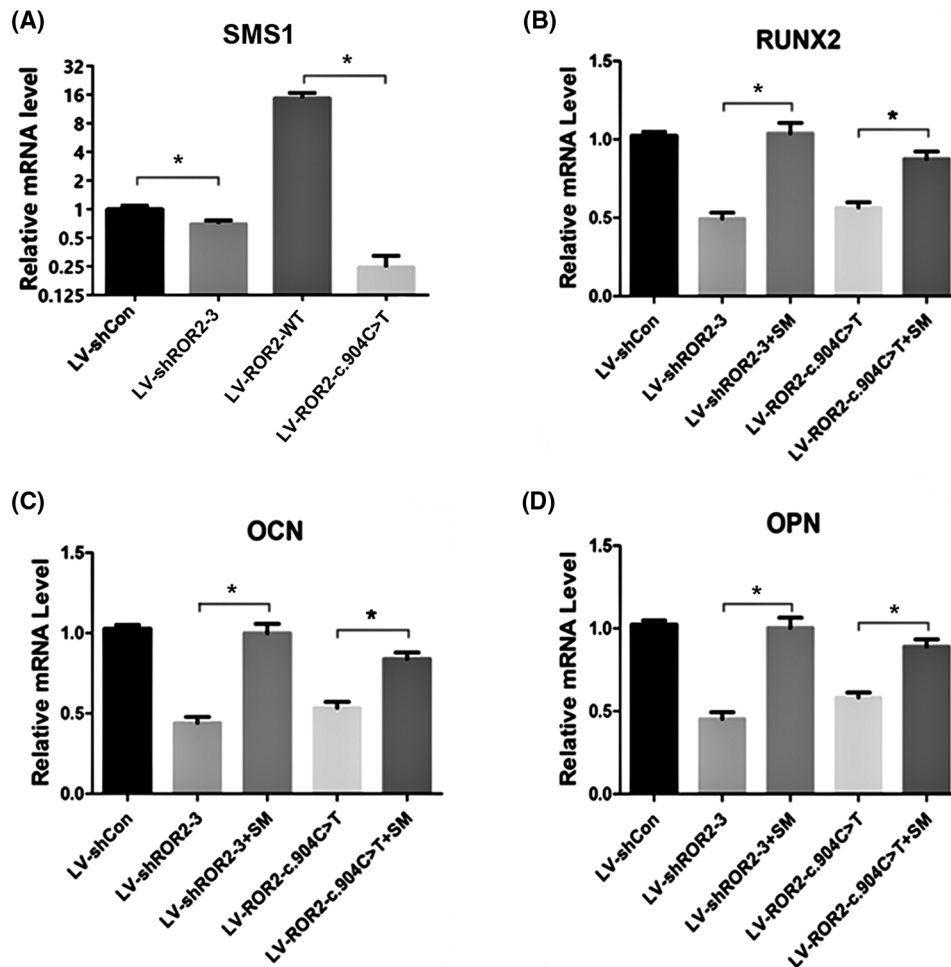 (A)
SMS1
Relative mRNA level
32
16
8
4
2
1
0.5
0.25
0.125
*
*
LV-shCon
LV-shROR2-3
LV-ROR2-WT
LV-ROR2-c.904C>T
(B)
RUNX2
Relative mRNA Level
1.5
1.0
0.5
0.0
*
*
LV-shCon
LV-shROR2-3
LV-shROR2-3+SM
LV-ROR2-c.904C>T
LV-ROR2-c.904C>T+SM
(C)
OCN
Relative mRNA Level
1.5
1.0
0.5
0.0
*
*
LV-shCon
LV-shROR2-3
LV-shROR2-3+SM
LV-ROR2-c.904C>T
LV-ROR2-c.904C>T+SM
(D)
OPN
Relative mRNA Level
1.5
1.0
0.5
0.0
*
*
LV-shCon
LV-shROR2-3
LV-shROR2-3+SM
LV-ROR2-c.904C>T
LV-ROR2-c.904C>T+SM